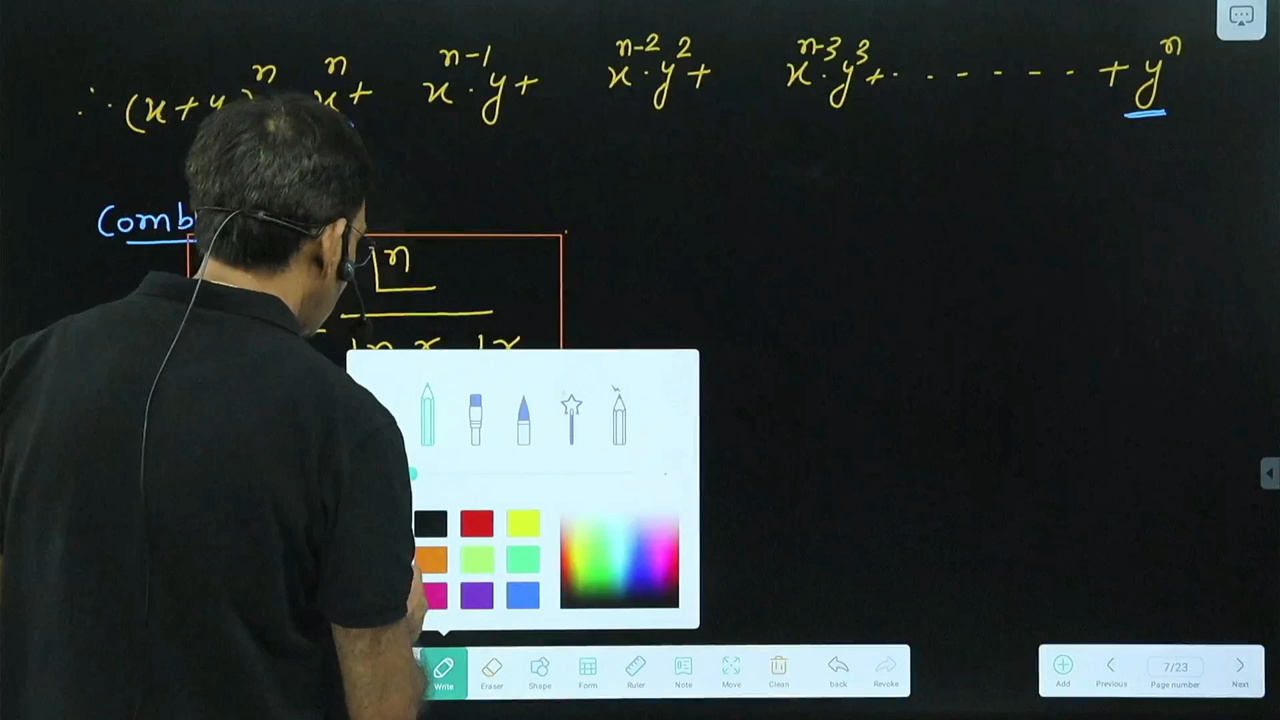 ∴ (x + y)ⁿ xⁿ + xⁿ⁻¹ · y + xⁿ⁻² · y² + xⁿ⁻³ · y³ + · - - - - - · + yⁿ
Comb
n
n - r r
Write Eraser Shape Form Ruler Note Move Clean back Revoke
Add Previous 7/23 Page number Next